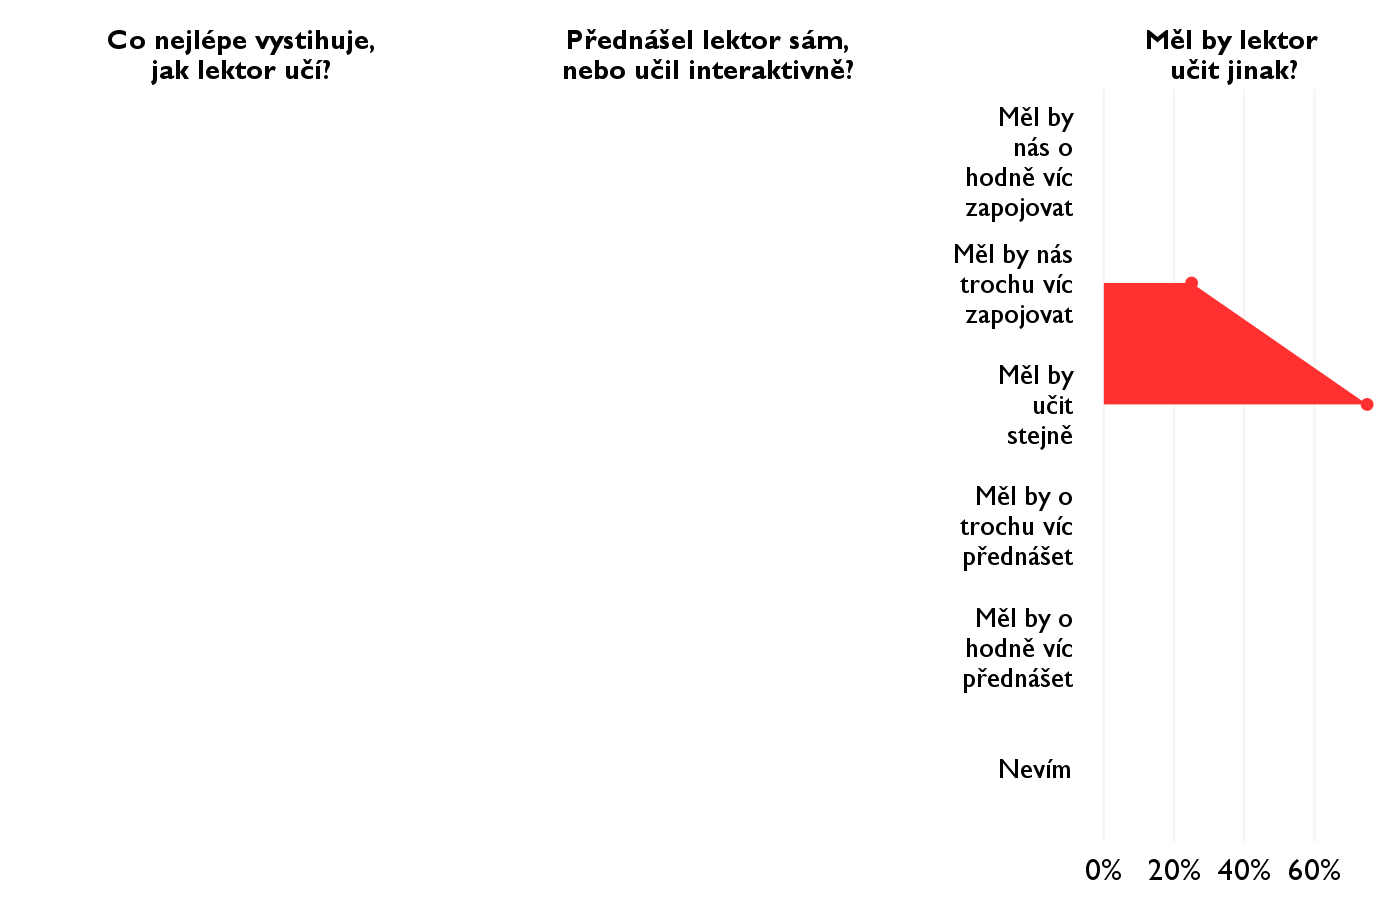 Co nejlépe vystihuje,
jak lektor učí?
Přednášel lektor sám,
nebo učil interaktivně?
Měl by lektor
učit jinak?
Měl by
nás o
hodně víc
zapojovat
Měl by nás
trochu víc
zapojovat
Měl by
učit
stejně
Měl by o
trochu víc
přednášet
Měl by o
hodně víc
přednášet
Nevím
0% 20% 40% 60%